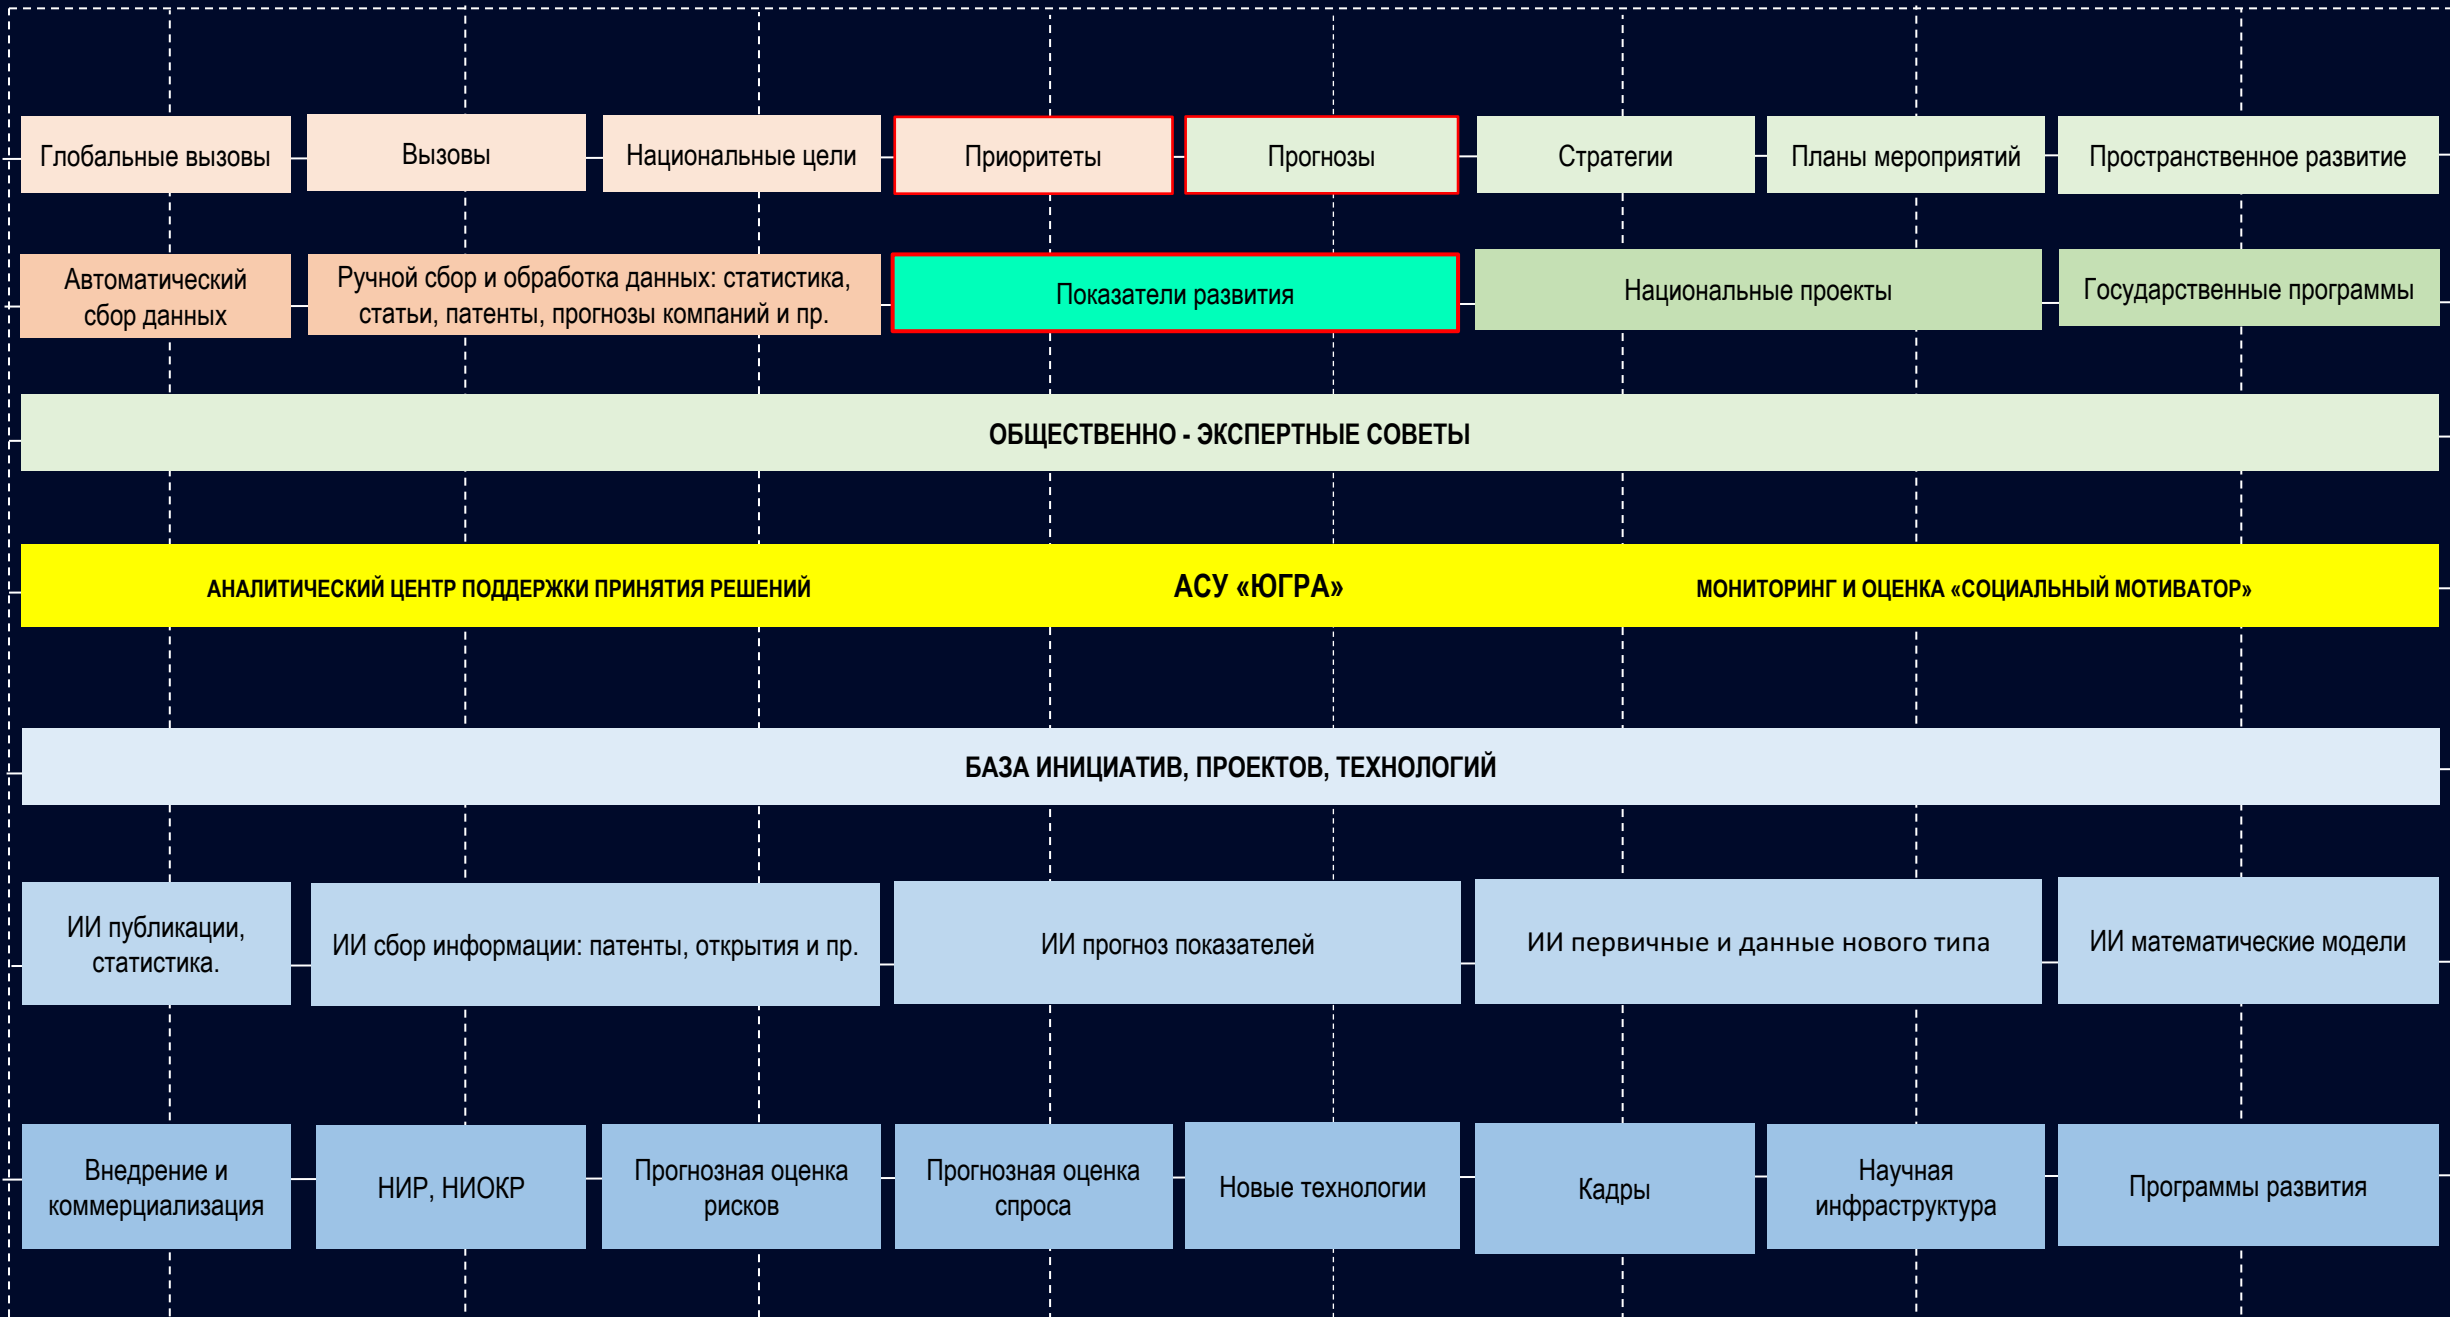 Глобальные вызовы
Вызовы
Национальные цели
Приоритеты
Прогнозы
Стратегии
Планы мероприятий
Пространственное развитие
Автоматический
сбор данных
Ручной сбор и обработка данных: статистика,
статьи, патенты, прогнозы компаний и пр.
Показатели развития
Национальные проекты
Государственные программы
ОБЩЕСТВЕННО - ЭКСПЕРТНЫЕ СОВЕТЫ
АНАЛИТИЧЕСКИЙ ЦЕНТР ПОДДЕРЖКИ ПРИНЯТИЯ РЕШЕНИЙ
АСУ «ЮГРА»
МОНИТОРИНГ И ОЦЕНКА «СОЦИАЛЬНЫЙ МОТИВАТОР»
БАЗА ИНИЦИАТИВ, ПРОЕКТОВ, ТЕХНОЛОГИЙ
ИИ публикации,
статистика.
ИИ сбор информации: патенты, открытия и пр.
ИИ прогноз показателей
ИИ первичные и данные нового типа
ИИ математические модели
Внедрение и
коммерциализация
НИР, НИОКР
Прогнозная оценка
рисков
Прогнозная оценка
спроса
Новые технологии
Кадры
Научная
инфраструктура
Программы развития